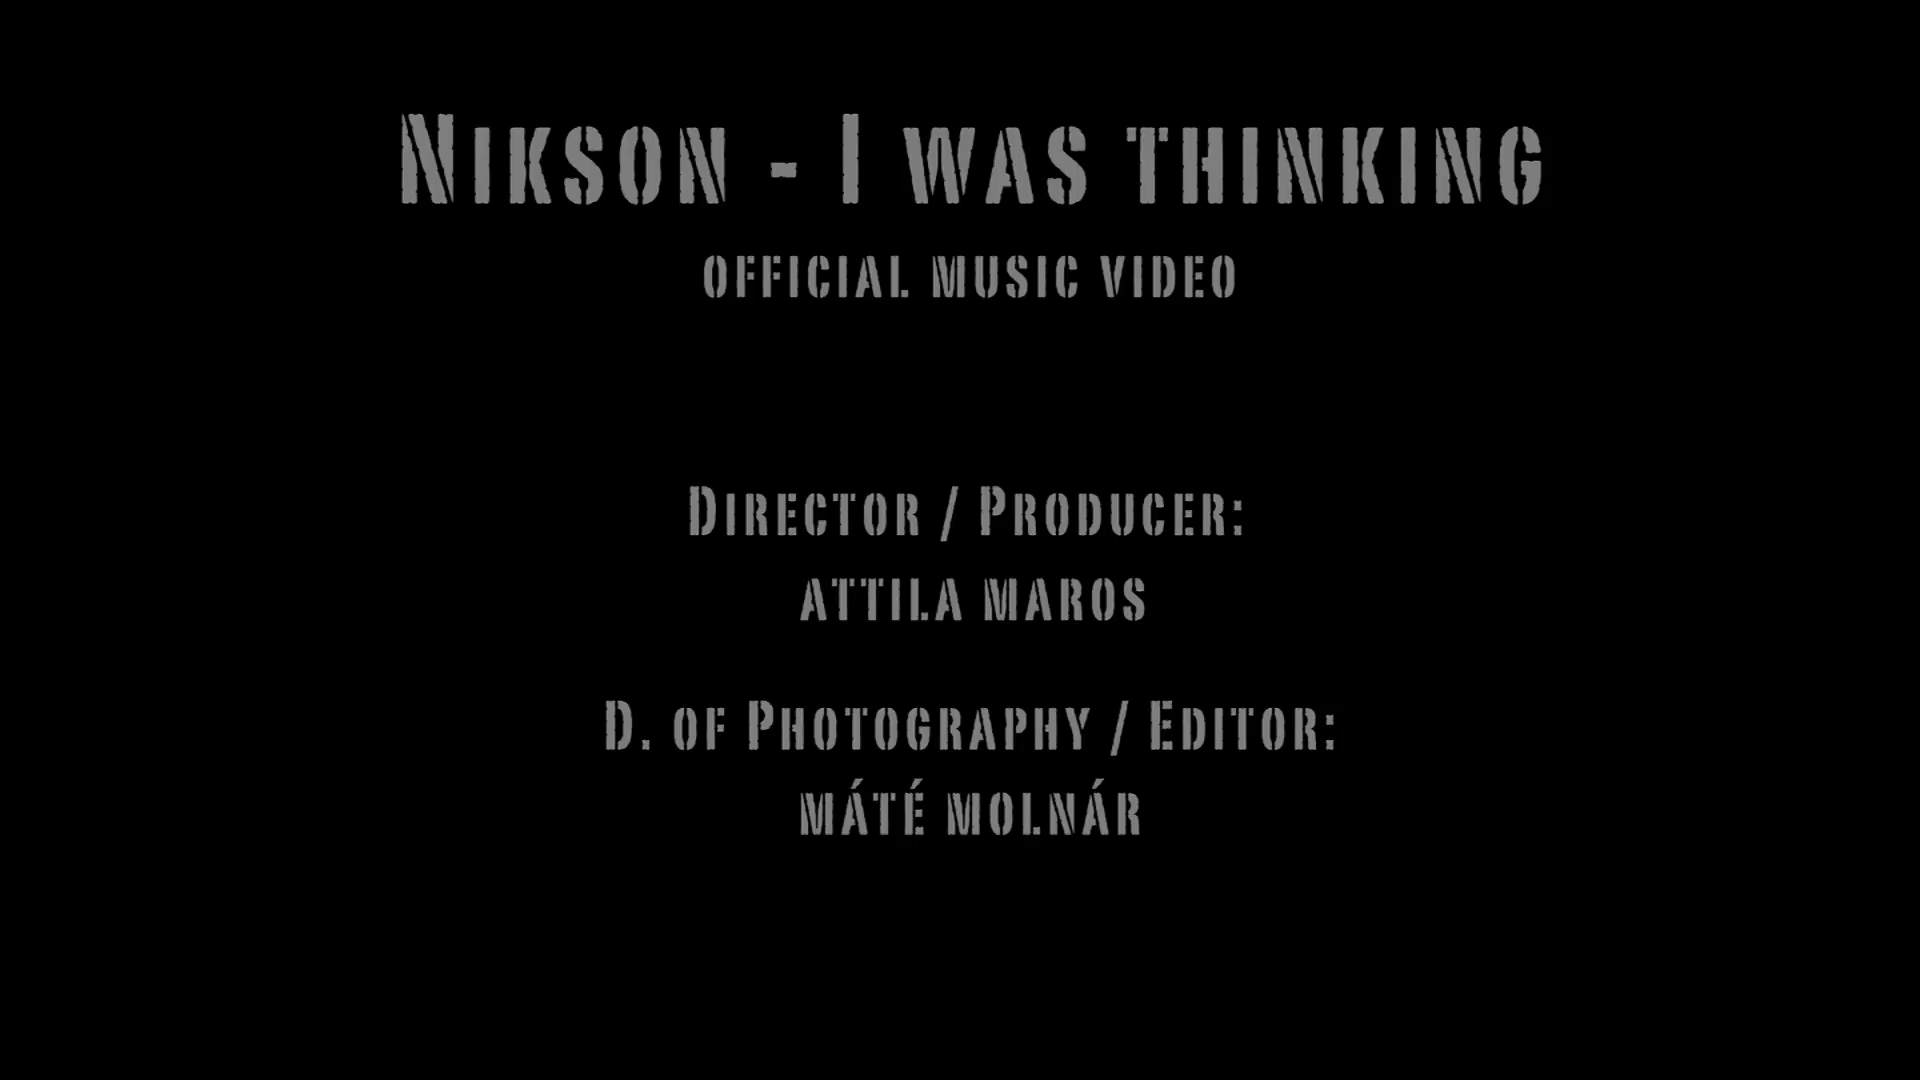 Nikson - I was thinking
official music video
Director / Producer:
Attila Maros
D. of Photography / Editor:
Máté Molnár